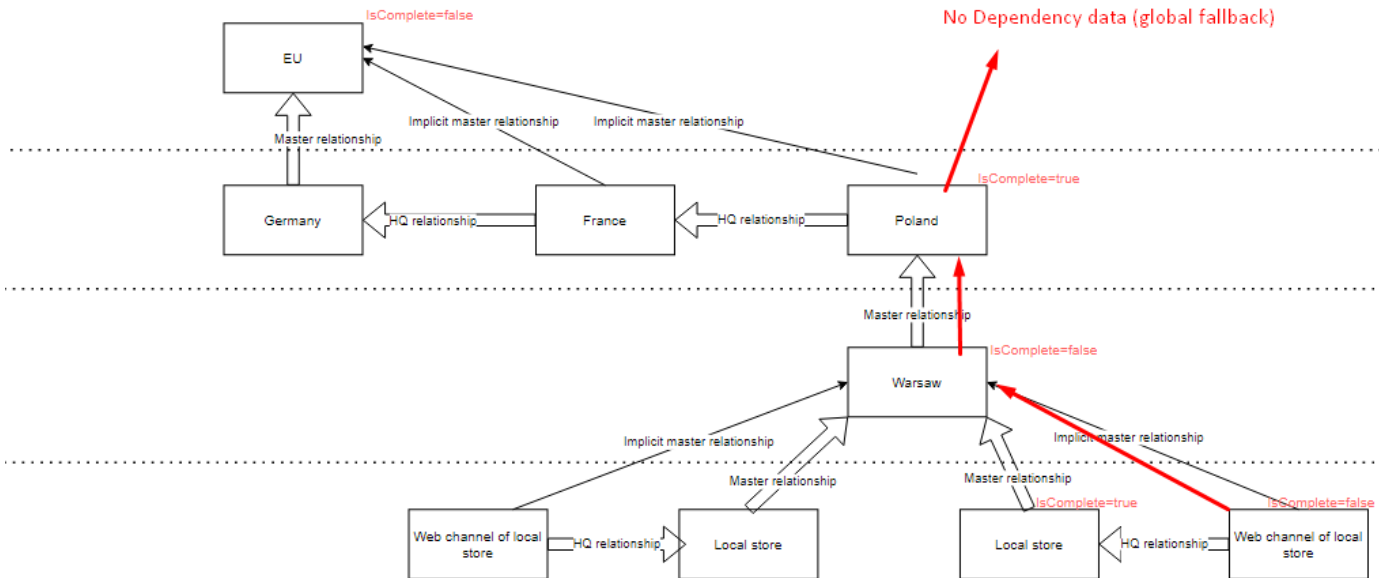 IsComplete=false
No Dependency data (global fallback)
EU
Implicit master relationship
Implicit master relationship
Master relationship
IsComplete=true
Germany
HQ relationship
France
HQ relationship
Poland
Master relationship
IsComplete=false
Warsaw
Implicit master relationship
Implicit master relationship
Master relationship
Master relationship
IsComplete=true
IsComplete=false
Web channel of local
store
HQ relationship
Local store
Local store
HQ relationship
Web channel of local
store